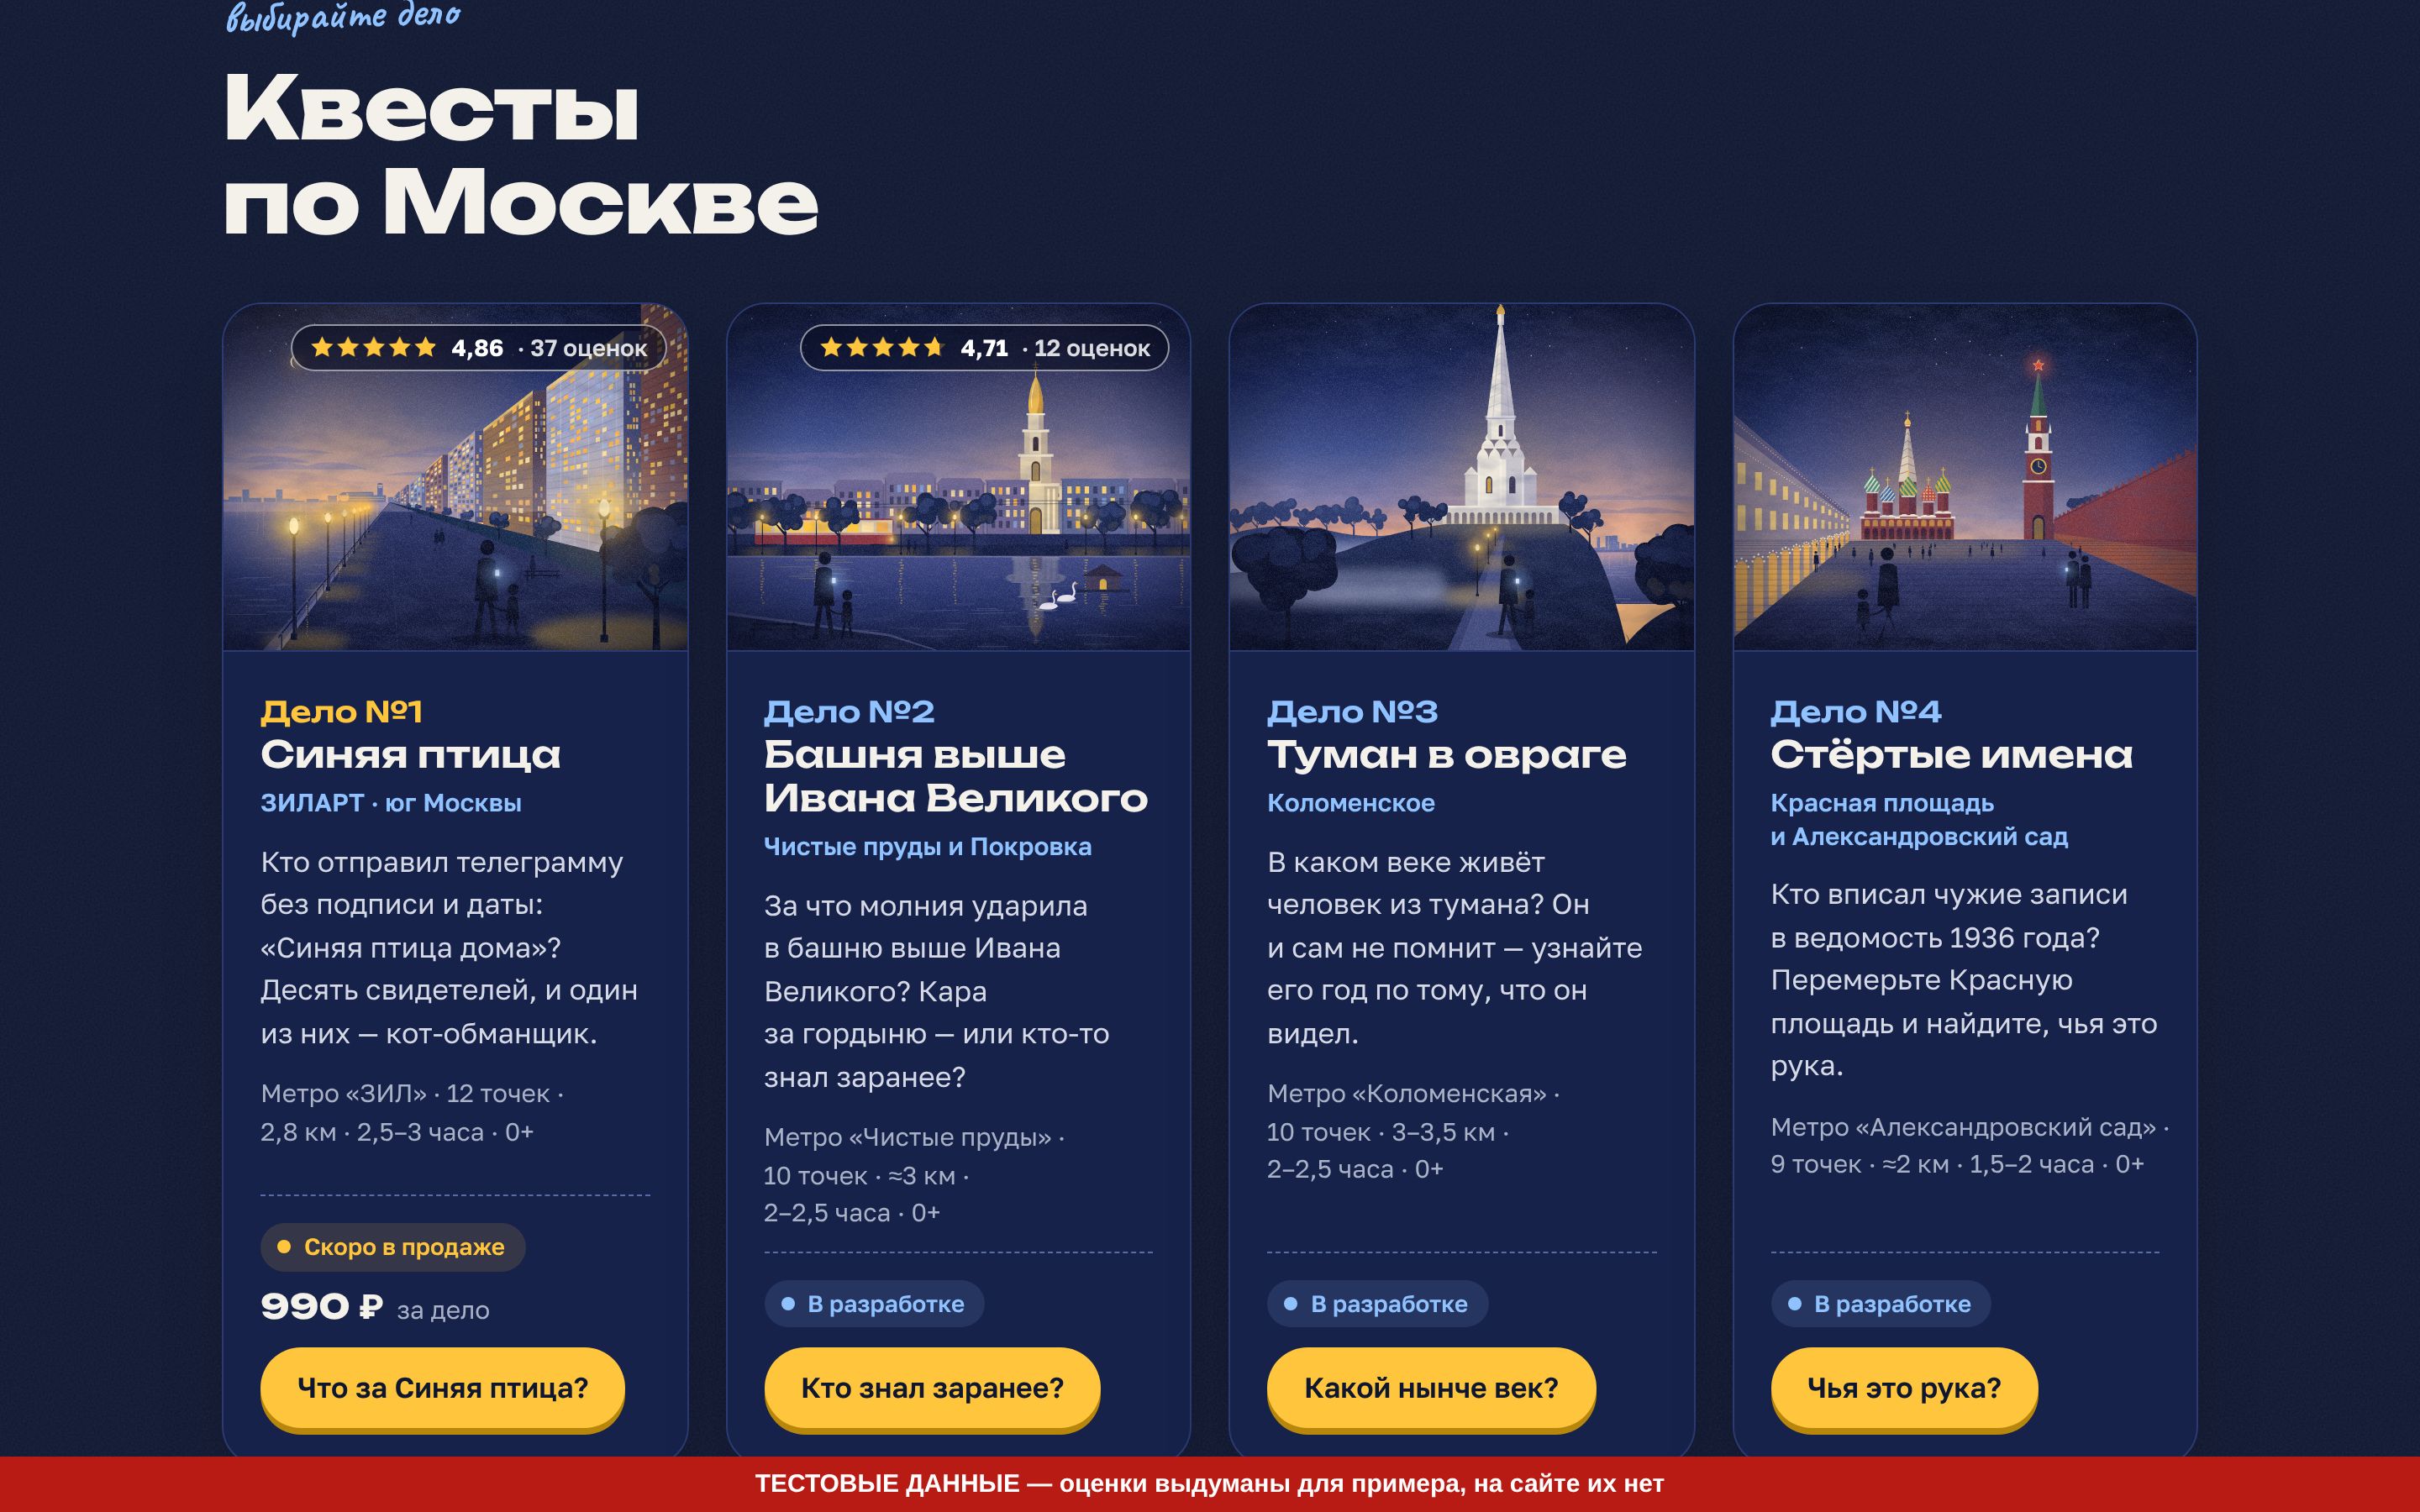 выбирайте дело
Квесты
по Москве
4,86 · 37 оценок
4,71 · 12 оценок
Дело №1
Синяя птица
ЗИЛАРТ · юг Москвы
Кто отправил телеграмму
без подписи и даты:
«Синяя птица дома»?
Десять свидетелей, и один
из них — кот-обманщик.
Метро «ЗИЛ» · 12 точек ·
2,8 км · 2,5–3 часа · 0+
Скоро в продаже
990 ₽ за дело
Что за Синяя птица?
Дело №2
Башня выше
Ивана Великого
Чистые пруды и Покровка
За что молния ударила
в башню выше Ивана
Великого? Кара
за гордыню — или кто-то
знал заранее?
Метро «Чистые пруды» ·
10 точек · ≈3 км ·
2–2,5 часа · 0+
В разработке
Кто знал заранее?
Дело №3
Туман в овраге
Коломенское
В каком веке живёт
человек из тумана? Он
и сам не помнит — узнайте
его год по тому, что он
видел.
Метро «Коломенская» ·
10 точек · 3–3,5 км ·
2–2,5 часа · 0+
В разработке
Какой нынче век?
Дело №4
Стёртые имена
Красная площадь
и Александровский сад
Кто вписал чужие записи
в ведомость 1936 года?
Перемерьте Красную
площадь и найдите, чья это
рука.
Метро «Александровский сад» ·
9 точек · ≈2 км · 1,5–2 часа · 0+
В разработке
Чья это рука?
ТЕСТОВЫЕ ДАННЫЕ — оценки выдуманы для примера, на сайте их нет